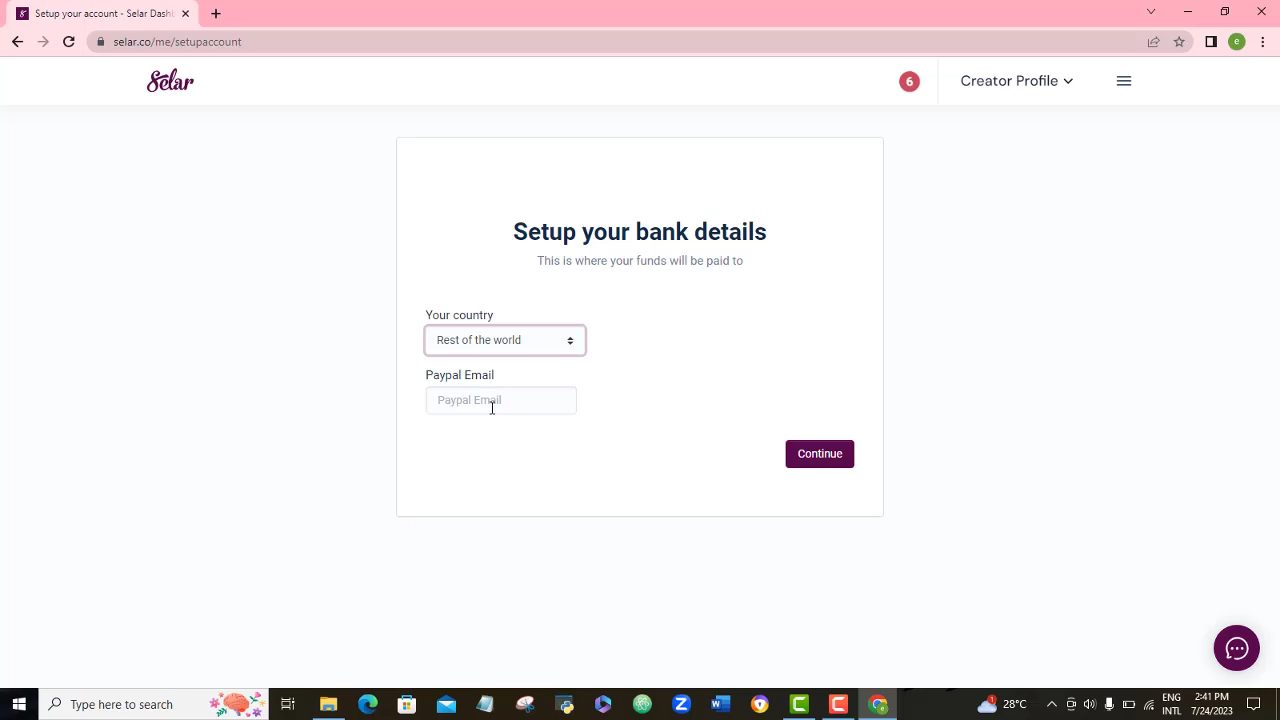 Setup your account - Selar Dashb
selar.co/me/setupaccount
e
Selar
6
Creator Profile
Setup your bank details
This is where your funds will be paid to
Your country
Rest of the world
Paypal Email
Paypal Email
Continue
Type here to search
1
28°C
ENG
INTL
2:41 PM
7/24/2023